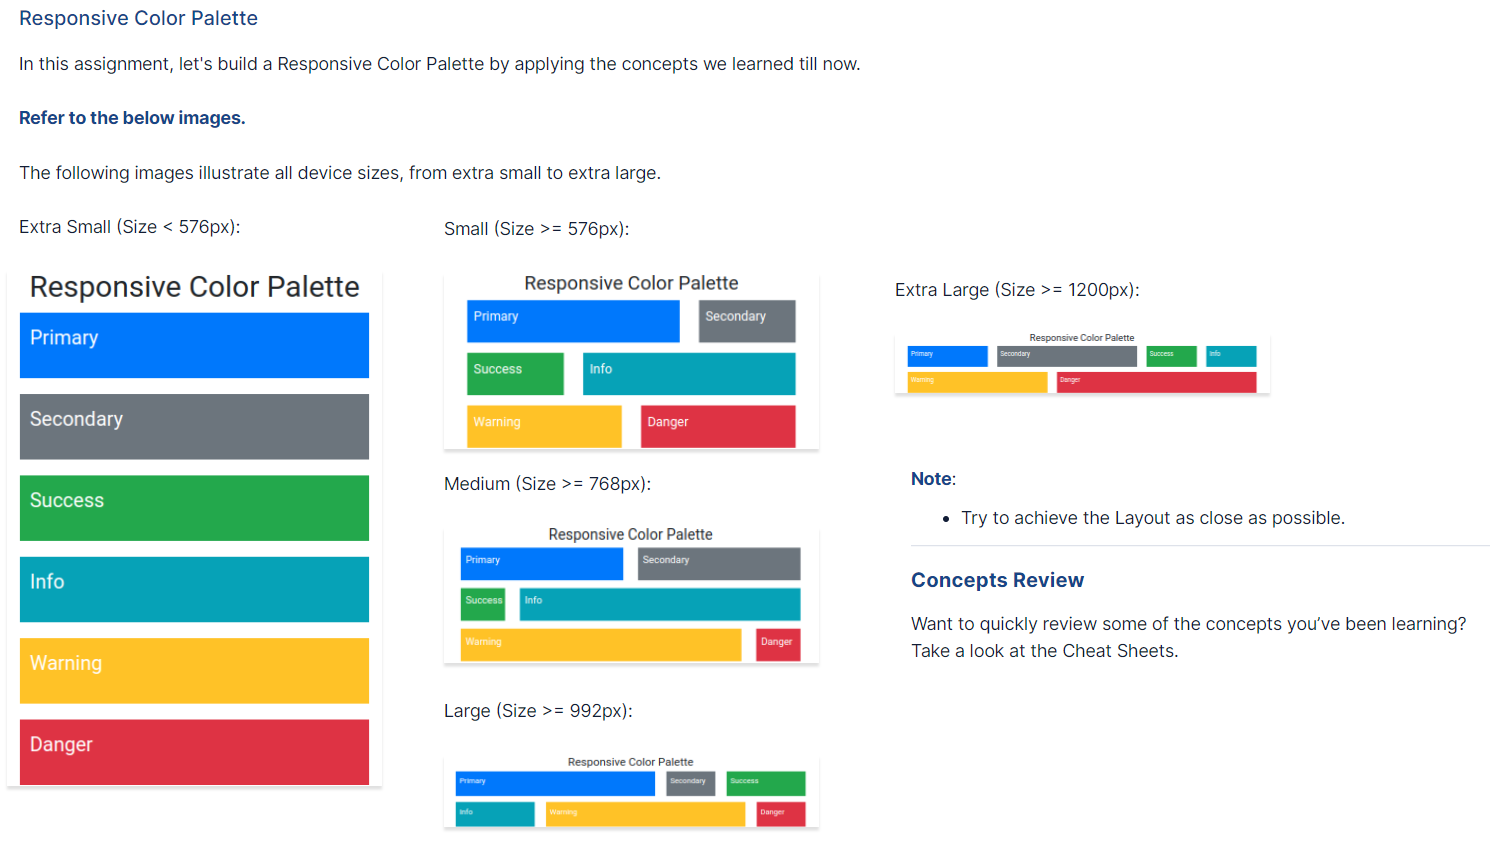 Responsive Color Palette
In this assignment, let's build a Responsive Color Palette by applying the concepts we learned till now.
Refer to the below images.
The following images illustrate all device sizes, from extra small to extra large.
Extra Small (Size < 576px):
Responsive Color Palette
Primary
Secondary
Success
Info
Warning
Danger
Small (Size >= 576px):
Responsive Color Palette
Primary
Secondary
Success
Info
Warning
Danger
Medium (Size >= 768px):
Responsive Color Palette
Primary
Secondary
Success
Info
Warning
Danger
Large (Size >= 992px):
Responsive Color Palette
Primary
Secondary
Success
Info
Warning
Danger
Extra Large (Size >= 1200px):
Responsive Color Palette
Primary
Secondary
Success
Info
Warning
Danger
Note:
• Try to achieve the Layout as close as possible.
Concepts Review
Want to quickly review some of the concepts you’ve been learning?
Take a look at the Cheat Sheets.